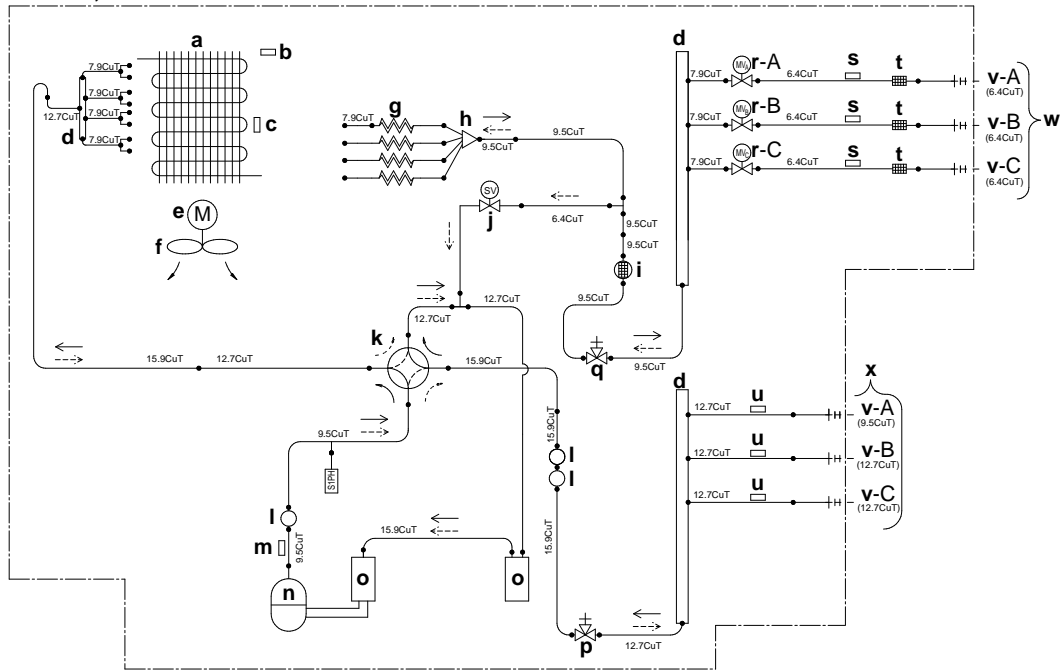 a
b
7.9CuT
7.9CuT
7.9CuT
7.9CuT
12.7CuT
d
c
e M
f
7.9CuT
g
h
9.5CuT
9.5CuT
SV
j
6.4CuT
9.5CuT
9.5CuT
i
9.5CuT
q
9.5CuT
d
7.9CuT
MVA
r-A
6.4CuT
s
t
v-A
(6.4CuT)
7.9CuT
MVB
r-B
6.4CuT
s
t
v-B
(6.4CuT)
7.9CuT
MVC
r-C
6.4CuT
s
t
v-C
(6.4CuT)
w
12.7CuT
12.7CuT
k
15.9CuT
12.7CuT
15.9CuT
9.5CuT
S1PH
l
m
9.5CuT
n
15.9CuT
o
o
15.9CuT
l
l
15.9CuT
p
12.7CuT
d
x
12.7CuT
u
v-A
(9.5CuT)
12.7CuT
u
v-B
(12.7CuT)
12.7CuT
u
v-C
(12.7CuT)